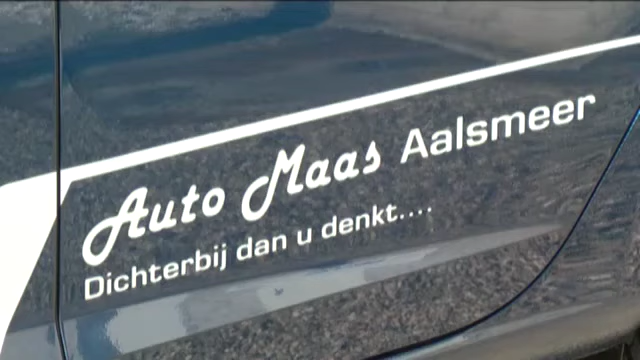 Auto Maas Aalsmeer
Dichterbij dan u denkt....